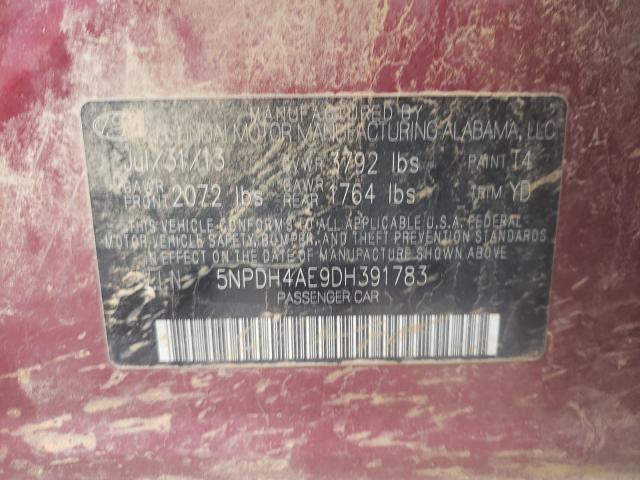 MANUFACTURED BY
HYUNDAI MOTOR MANUFACTURING ALABAMA, LLC
Jul/31/13 GVWR 3792 lbs PAINT T4
GAWR FRONT 2072 lbs GAWR REAR 1764 lbs TRIM YD
THIS VEHICLE CONFORMS TO ALL APPLICABLE U.S.A. FEDERAL
MOTOR VEHICLE SAFETY, BUMPER, AND THEFT PREVENTION STANDARDS
IN EFFECT ON THE DATE OF MANUFACTURE SHOWN ABOVE
5NPDH4AE9DH391783
PASSENGER CAR